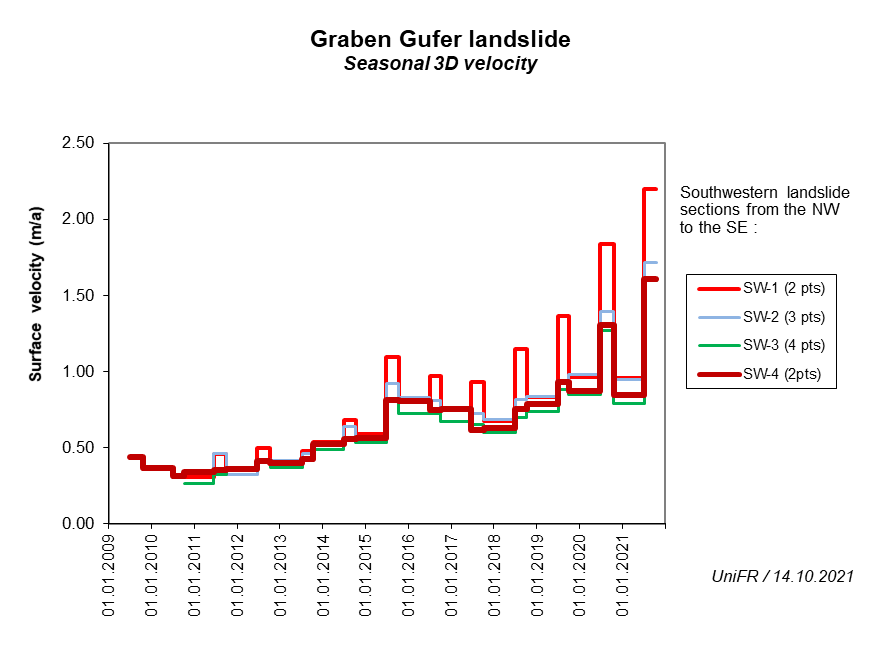 Graben Gufer landslide
Seasonal 3D velocity
Surface velocity (m/a)
2.50
2.00
1.50
1.00
0.50
0.00
01.01.2009
01.01.2010
01.01.2011
01.01.2012
01.01.2013
01.01.2014
01.01.2015
01.01.2016
01.01.2017
01.01.2018
01.01.2019
01.01.2020
01.01.2021
Southwestern landslide
sections from the NW
to the SE :
SW-1 (2 pts)
SW-2 (3 pts)
SW-3 (4 pts)
SW-4 (2pts)
UniFR / 14.10.2021